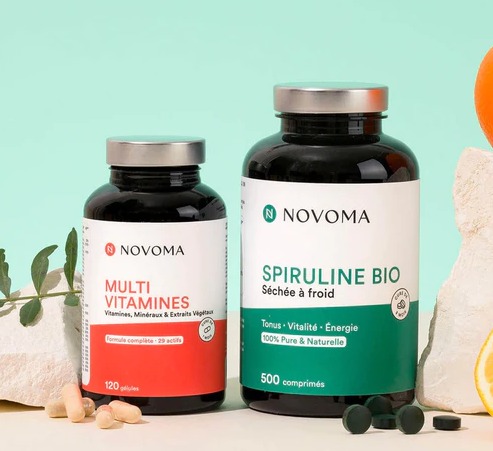 NOVOMA
MULTI
VITAMINES
Vitamines, Minéraux & Extraits Végétaux
Formule complète · 29 actifs
120 gélules
NOVOMA
SPIRULINE BIO
Séchée à froid
Tonus · Vitalité · Énergie
100% Pure & Naturelle
500 comprimés